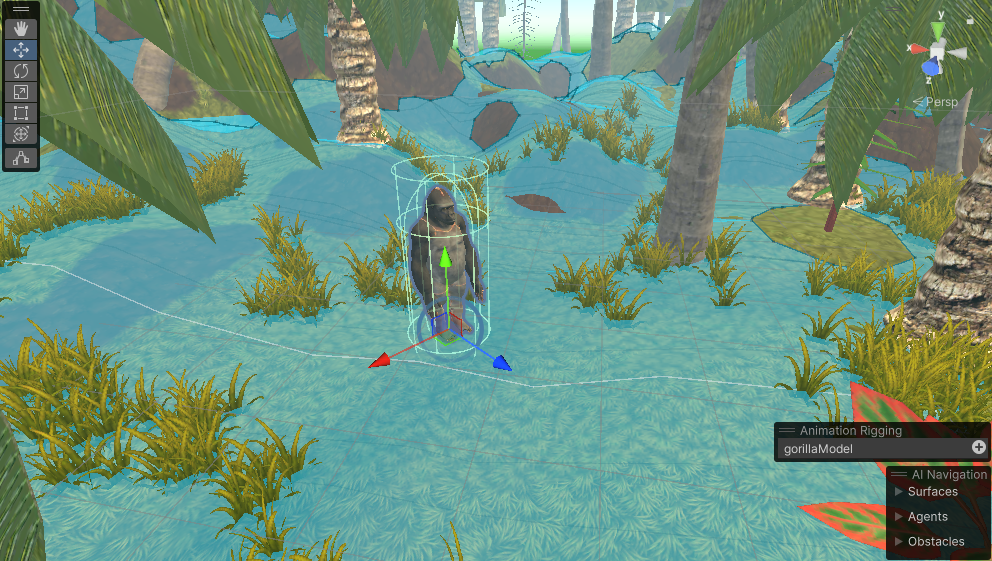 y
x
z
Persp
Animation Rigging
gorillaModel
AI Navigation
Surfaces
Agents
Obstacles